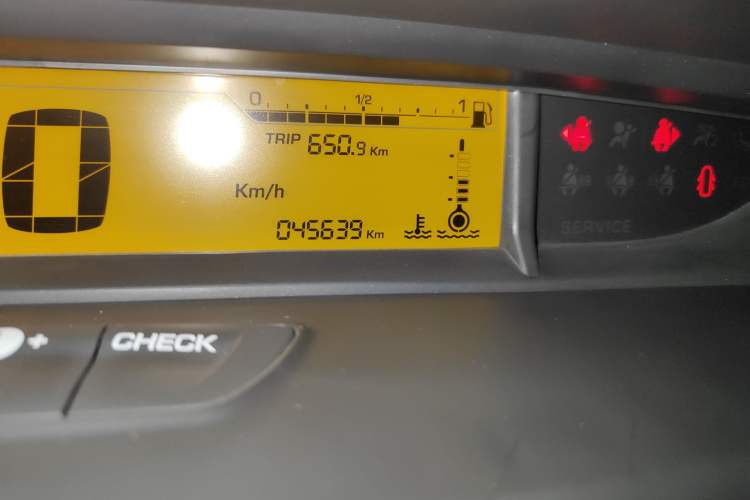 0 1/2 1
TRIP 650.9 Km
0
Km/h
045639 Km
SERVICE
+
CHECK